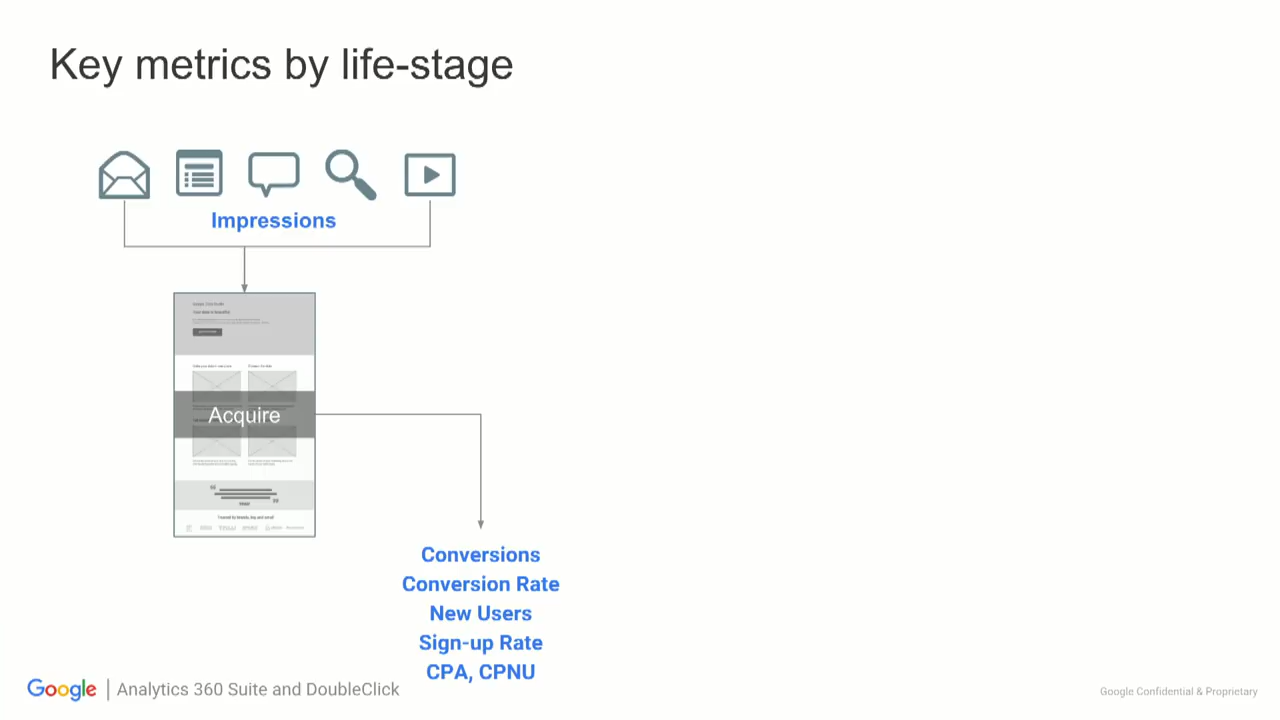 Key metrics by life-stage
Impressions
Acquire
Conversions
Conversion Rate
New Users
Sign-up Rate
CPA, CPNU
Google | Analytics 360 Suite and DoubleClick
Google Confidential & Proprietary